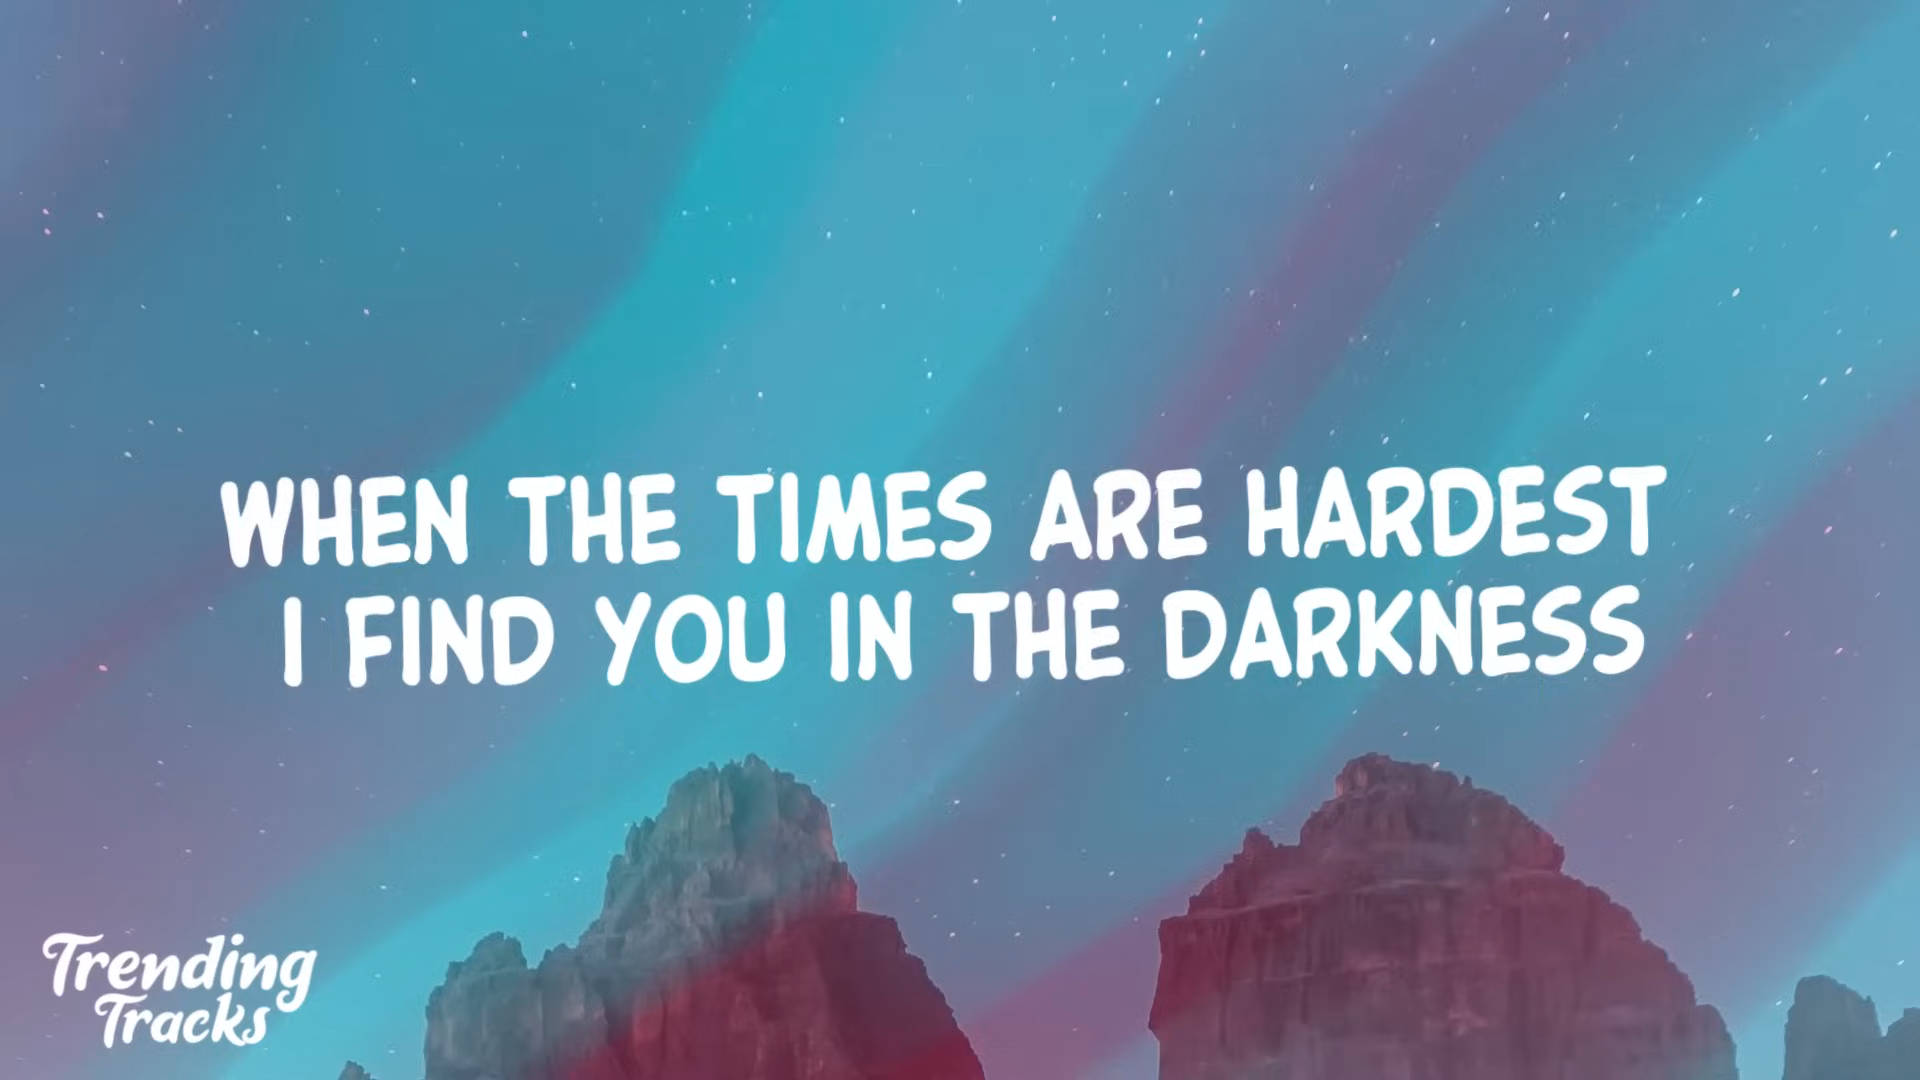 WHEN THE TIMES ARE HARDEST
I FIND YOU IN THE DARKNESS
Trending
Tracks